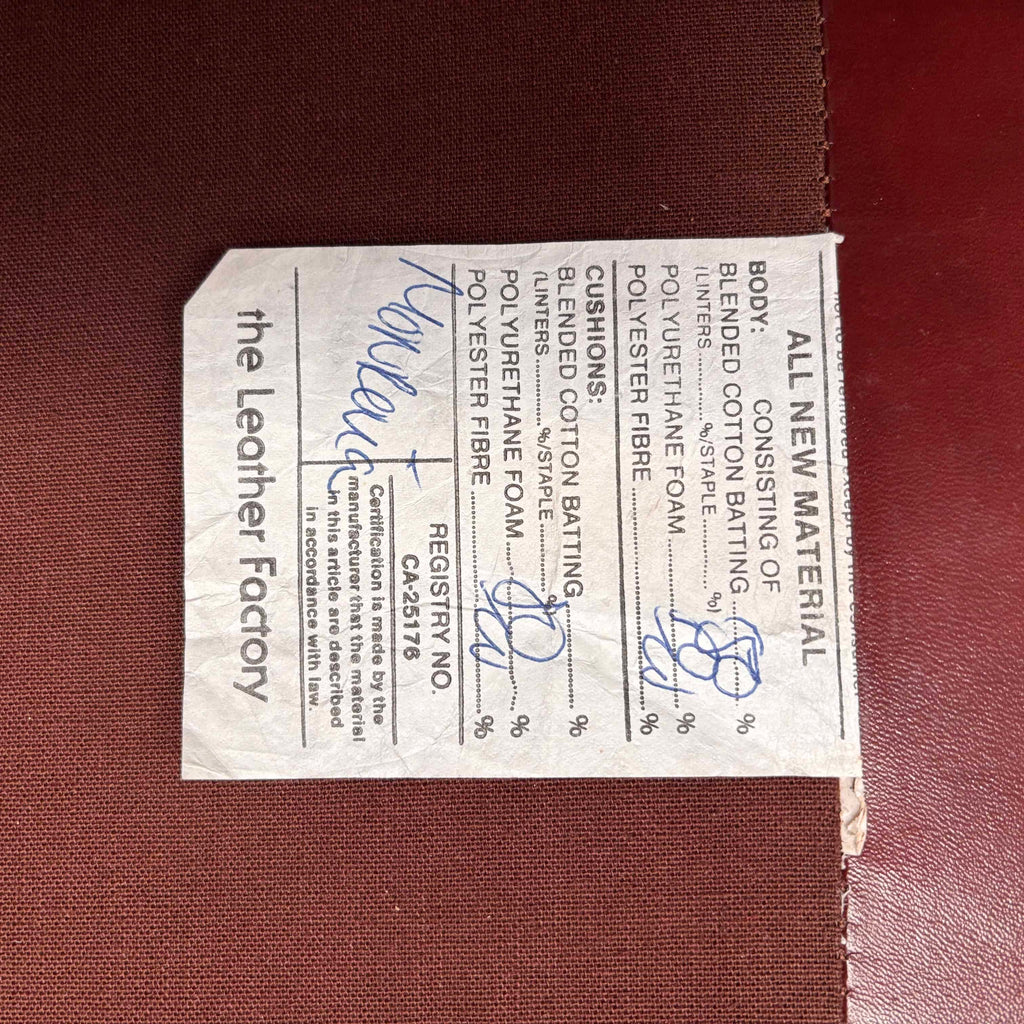 ALL NEW MATERIAL
CONSISTING OF
BODY:
BLENDED COTTON BATTING ............ %
(LINTERS ............%/STAPLE ............ %)
POLYURETHANE FOAM ............ %
POLYESTER FIBRE ............ %
CUSHIONS:
BLENDED COTTON BATTING ............ %
(LINTERS ............%/STAPLE ............ %)
POLYURETHANE FOAM ............ %
POLYESTER FIBRE ............ %
REGISTRY NO.
CA-25176
Certification is made by the
manufacturer that the material
in this article are described
in accordance with law.
the Leather Factory